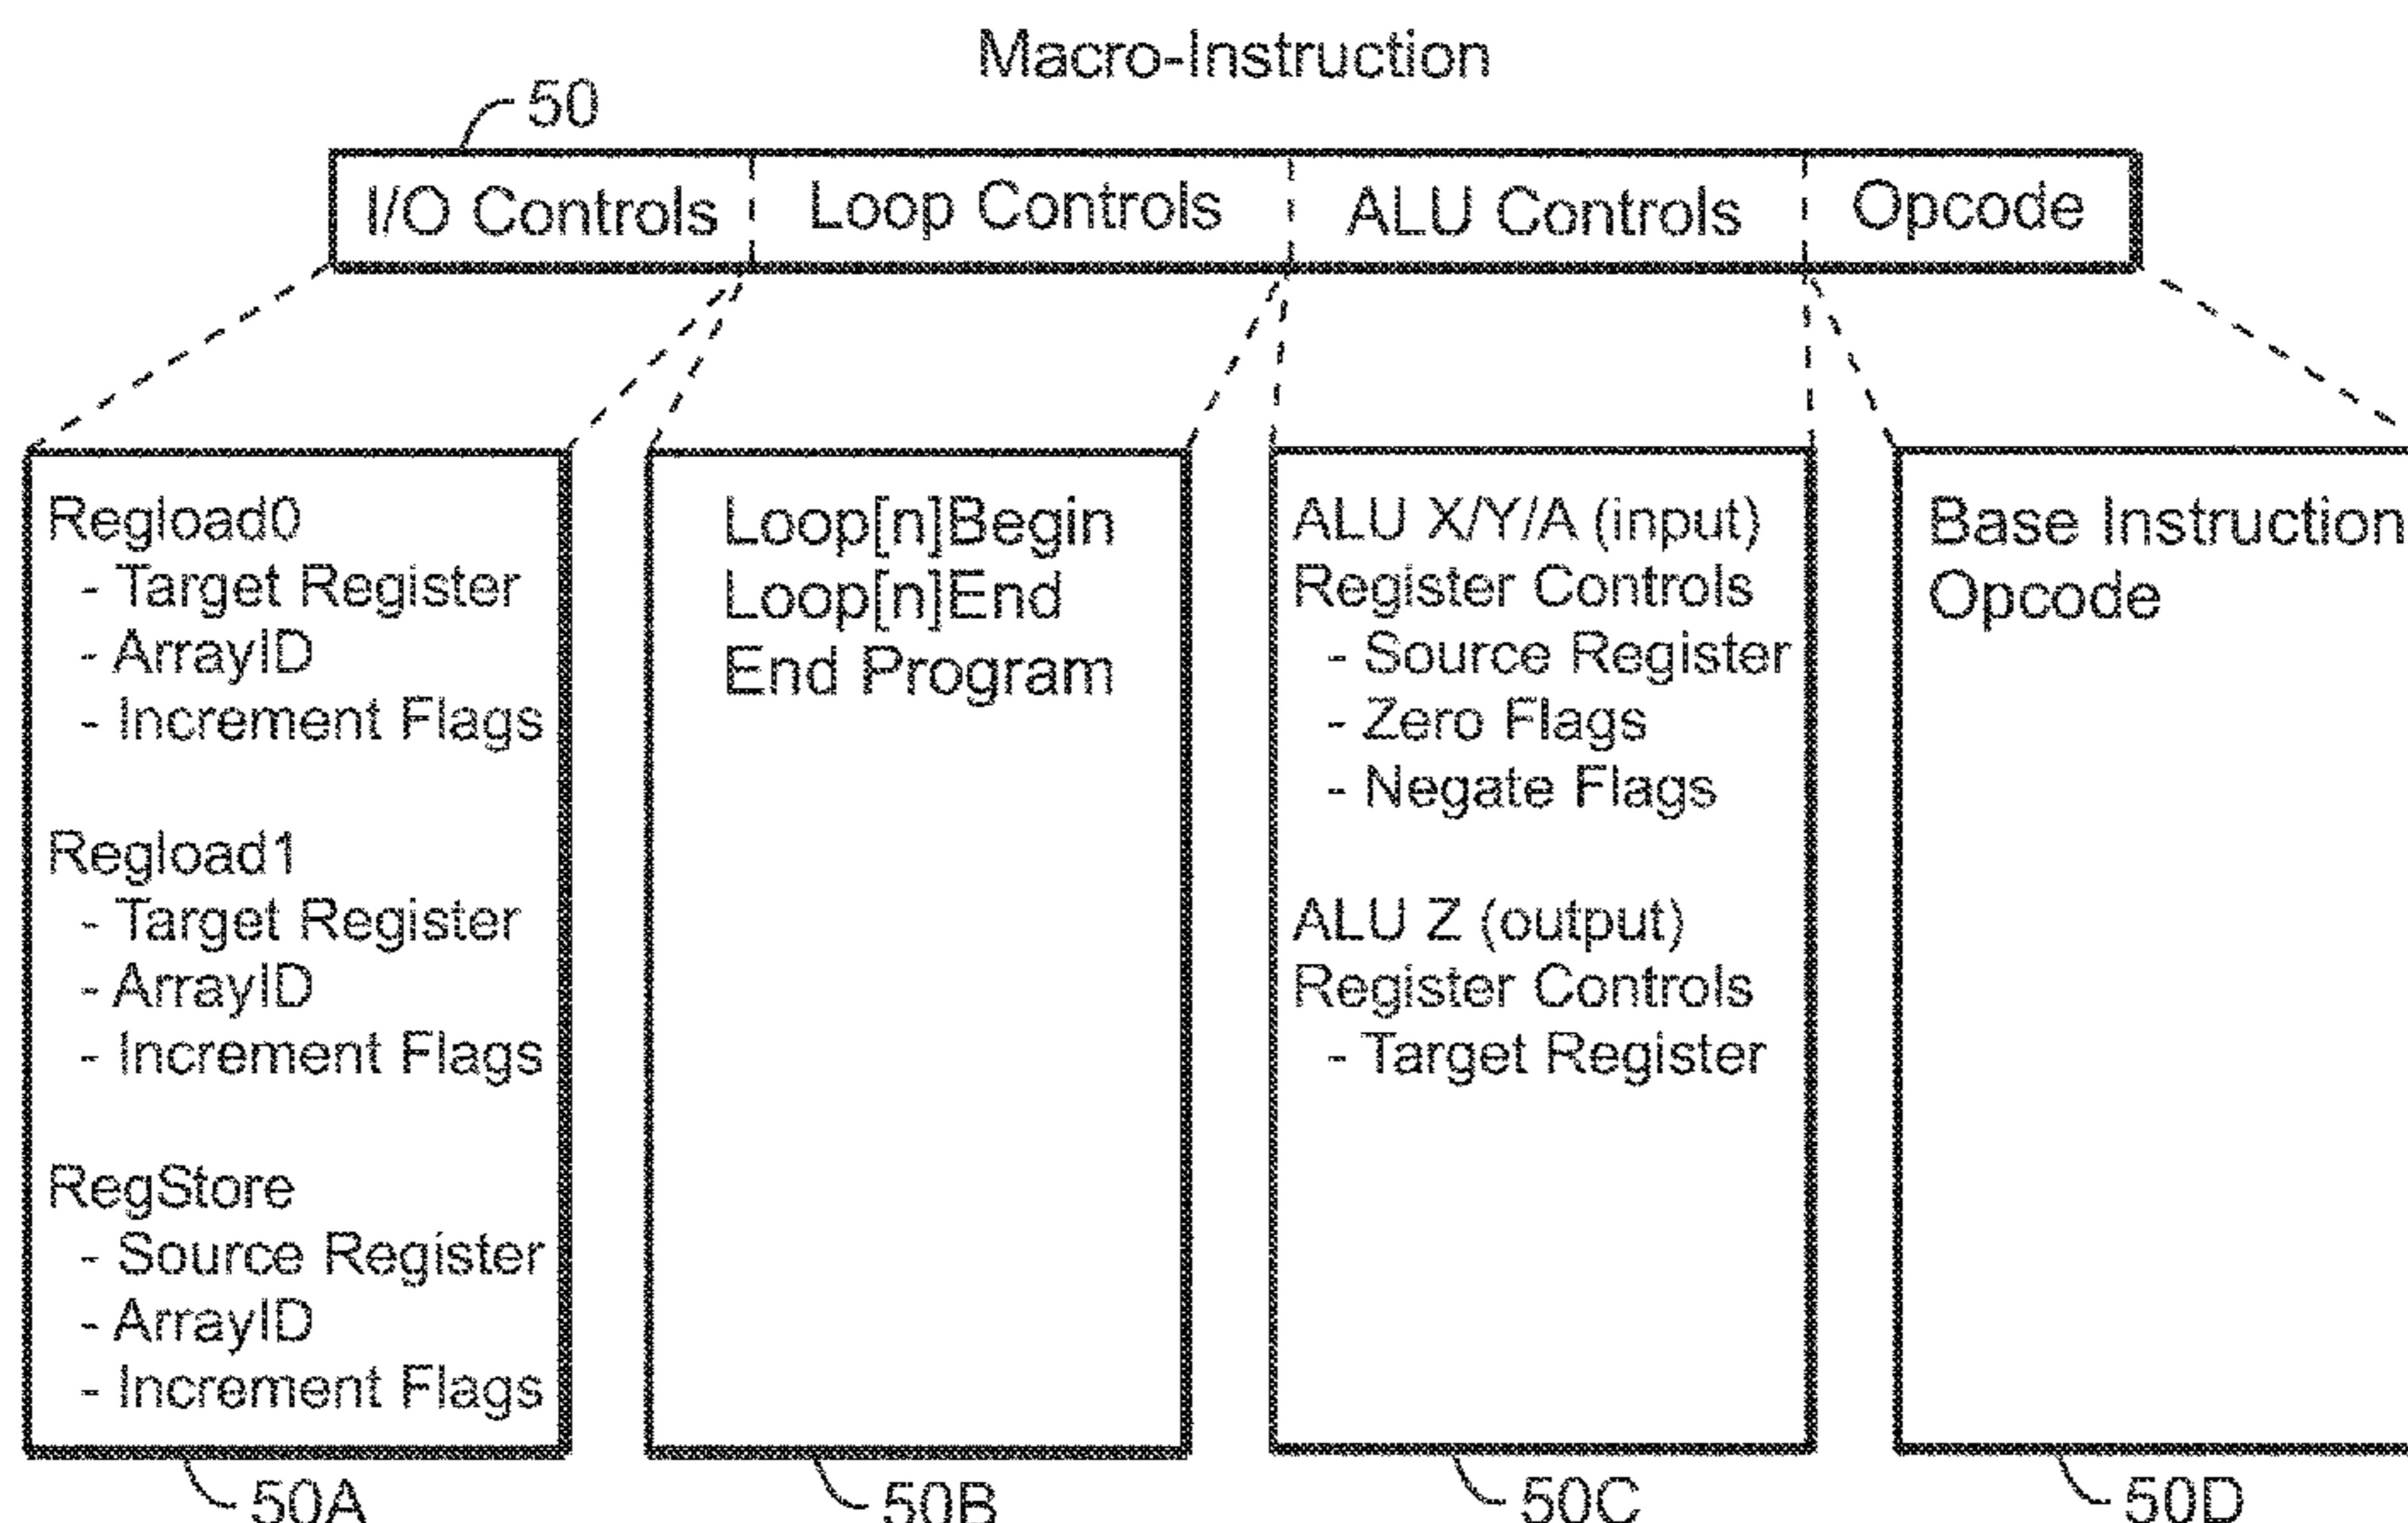 Macro-Instruction
50
I/O Controls
Loop Controls
ALU Controls
Opcode
Regload0
- Target Register
- ArrayID
- Increment Flags
Regload1
- Target Register
- ArrayID
- Increment Flags
RegStore
- Source Register
- ArrayID
- Increment Flags
50A
Loop[n]Begin
Loop[n]End
End Program
50B
ALU X/Y/A (input)
Register Controls
- Source Register
- Zero Flags
- Negate Flags
ALU Z (output)
Register Controls
- Target Register
50C
Base Instruction
Opcode
50D